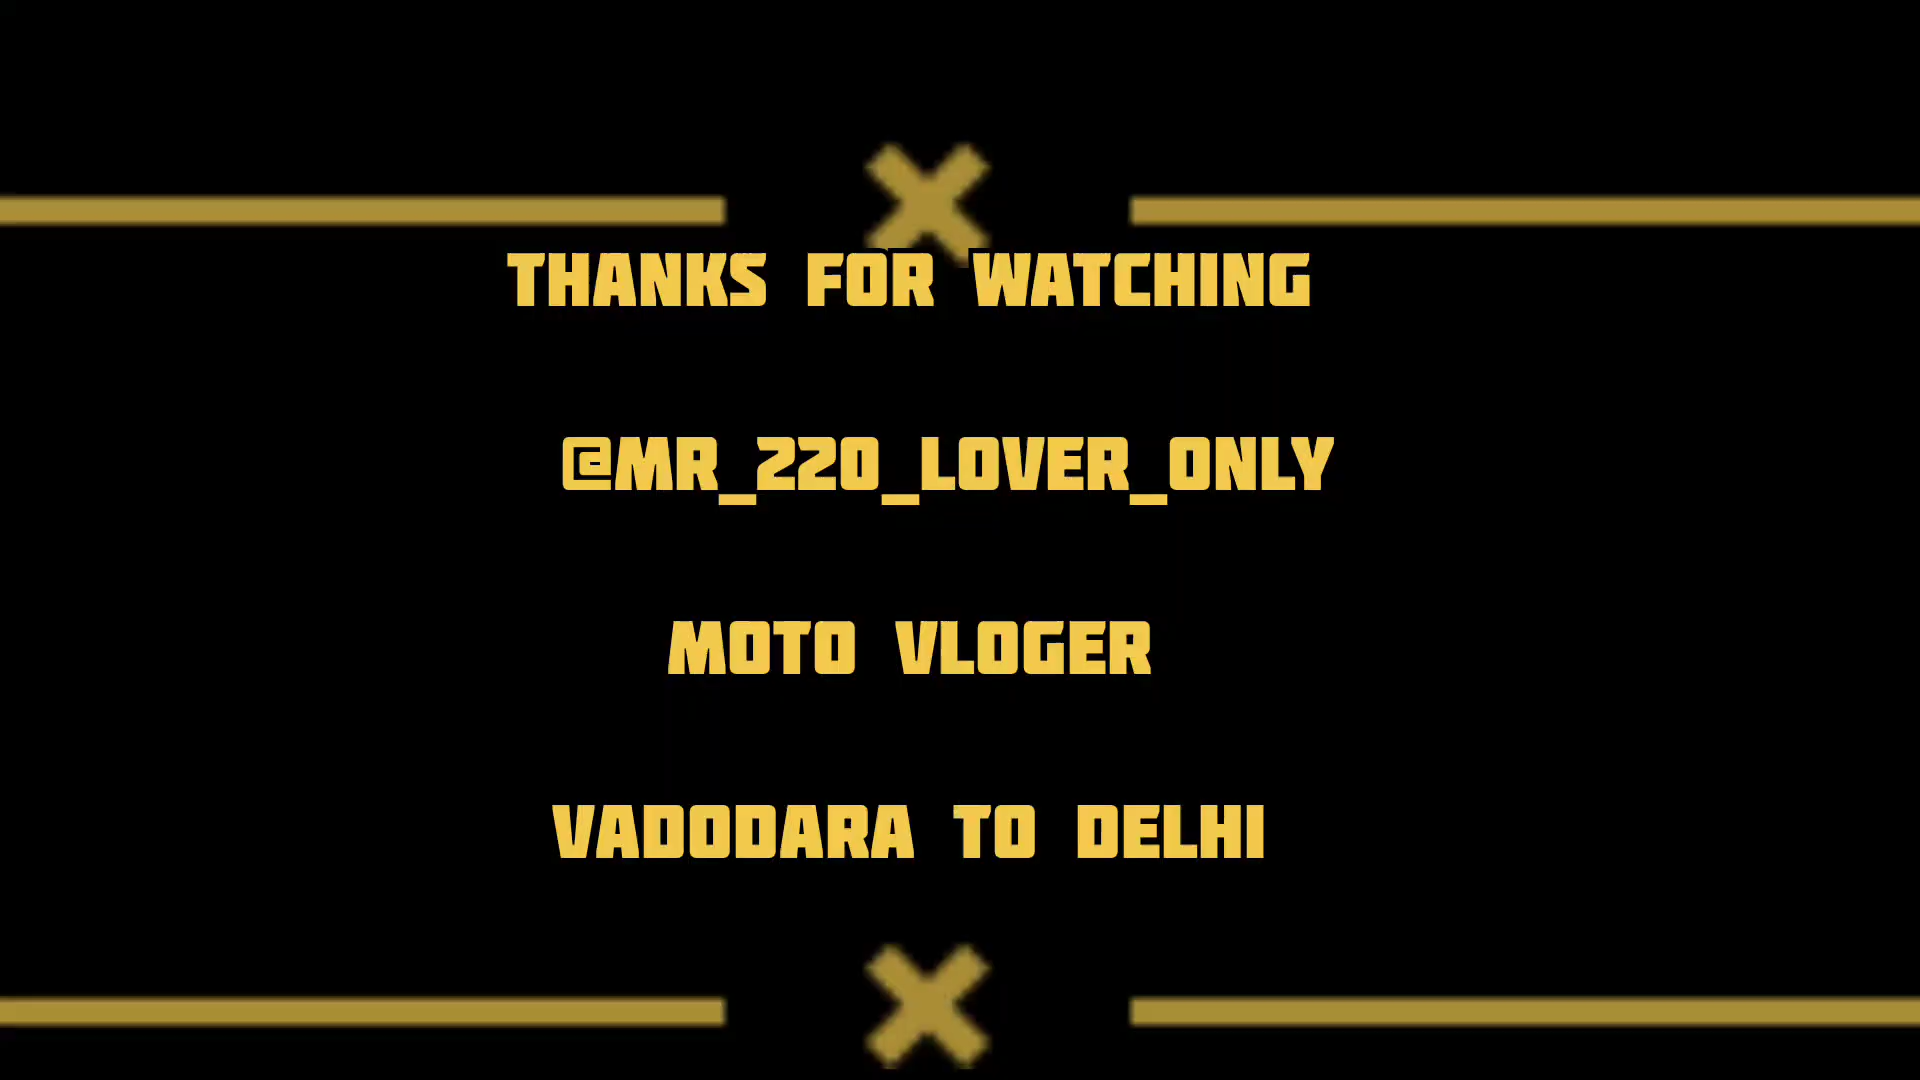 THANKS FOR WATCHING
@MR_220_LOVER_ONLY
MOTO VLOGER
VADODARA TO DELHI